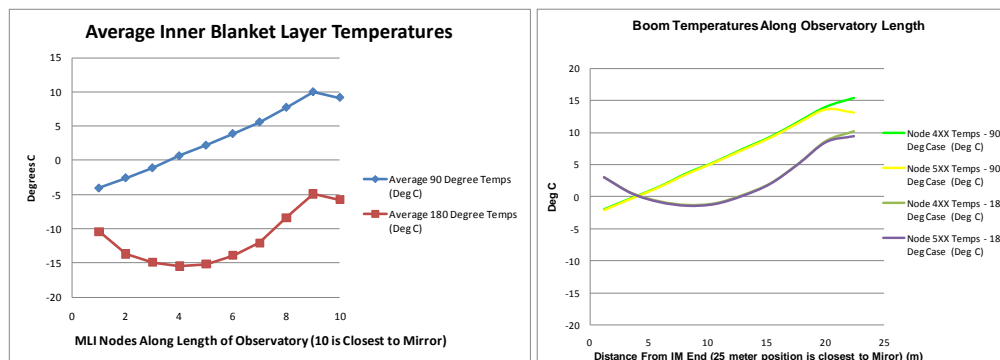 Average Inner Blanket Layer Temperatures
15
10
5
0
-5
-10
-15
-20
Degrees C
0
2
4
6
8
10
MLI Nodes Along Length of Observatory (10 is Closest to Mirror)
Average 90 Degree Temps
(Deg C)
Average 180 Degree Temps
(Deg C)
Boom Temperatures Along Observatory Length
20
15
10
5
0
-5
-10
-15
-20
Deg C
0
5
10
15
20
25
Distance From IM End (25 meter position is closest to Miror) (m)
Node 4XX Temps - 90
Deg Case (Deg C)
Node 5XX Temps - 90
Deg Case (Deg C)
Node 4XX Temps - 18
Deg Case (Deg C)
Node 5XX Temps - 18
Deg Case (Deg C)